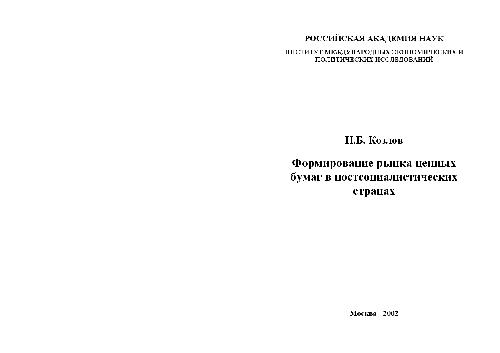 РОССИЙСКАЯ АКАДЕМИЯ НАУК
ИНСТИТУТ МЕЖДУНАРОДНЫХ ЭКОНОМИЧЕСКИХ И
ПОЛИТИЧЕСКИХ ИССЛЕДОВАНИЙ
Н.Б. Козлов
Формирование рынка ценных
бумаг в постсоциалистических
странах
Москва 2002